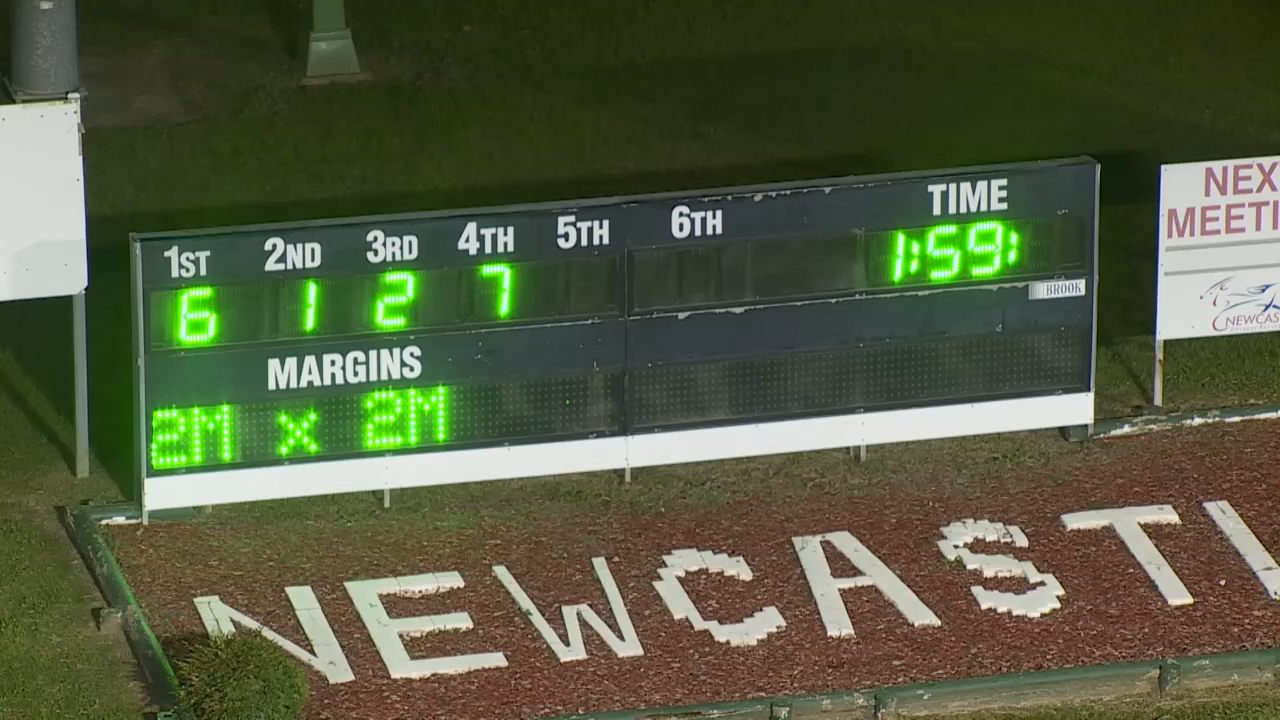 1ST 2ND 3RD 4TH 5TH 6TH TIME
6 1 2 7 1:59:
BROOK
MARGINS
2M x 2M
NEX
MEETI
NEWCAS
NEWCASTL